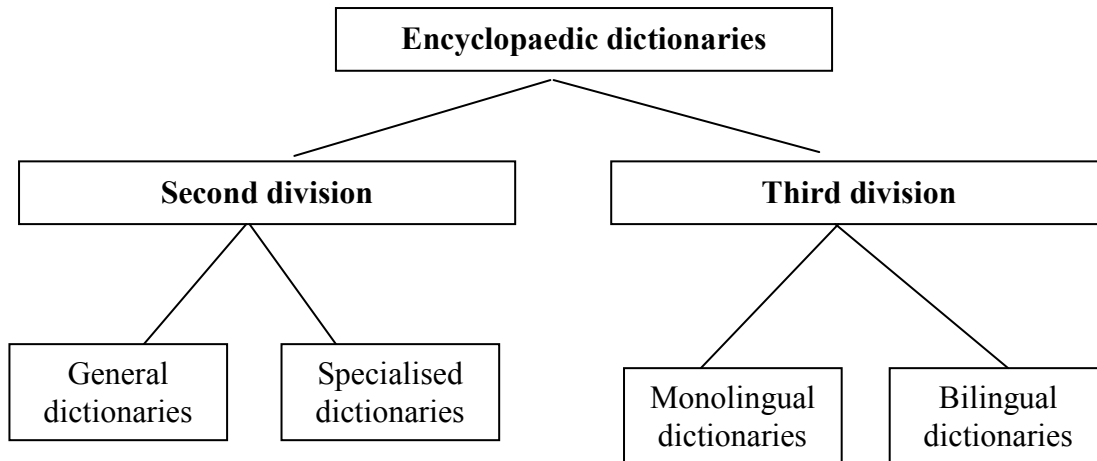 Encyclopaedic dictionaries
Second division
Third division
General
dictionaries
Specialised
dictionaries
Monolingual
dictionaries
Bilingual
dictionaries